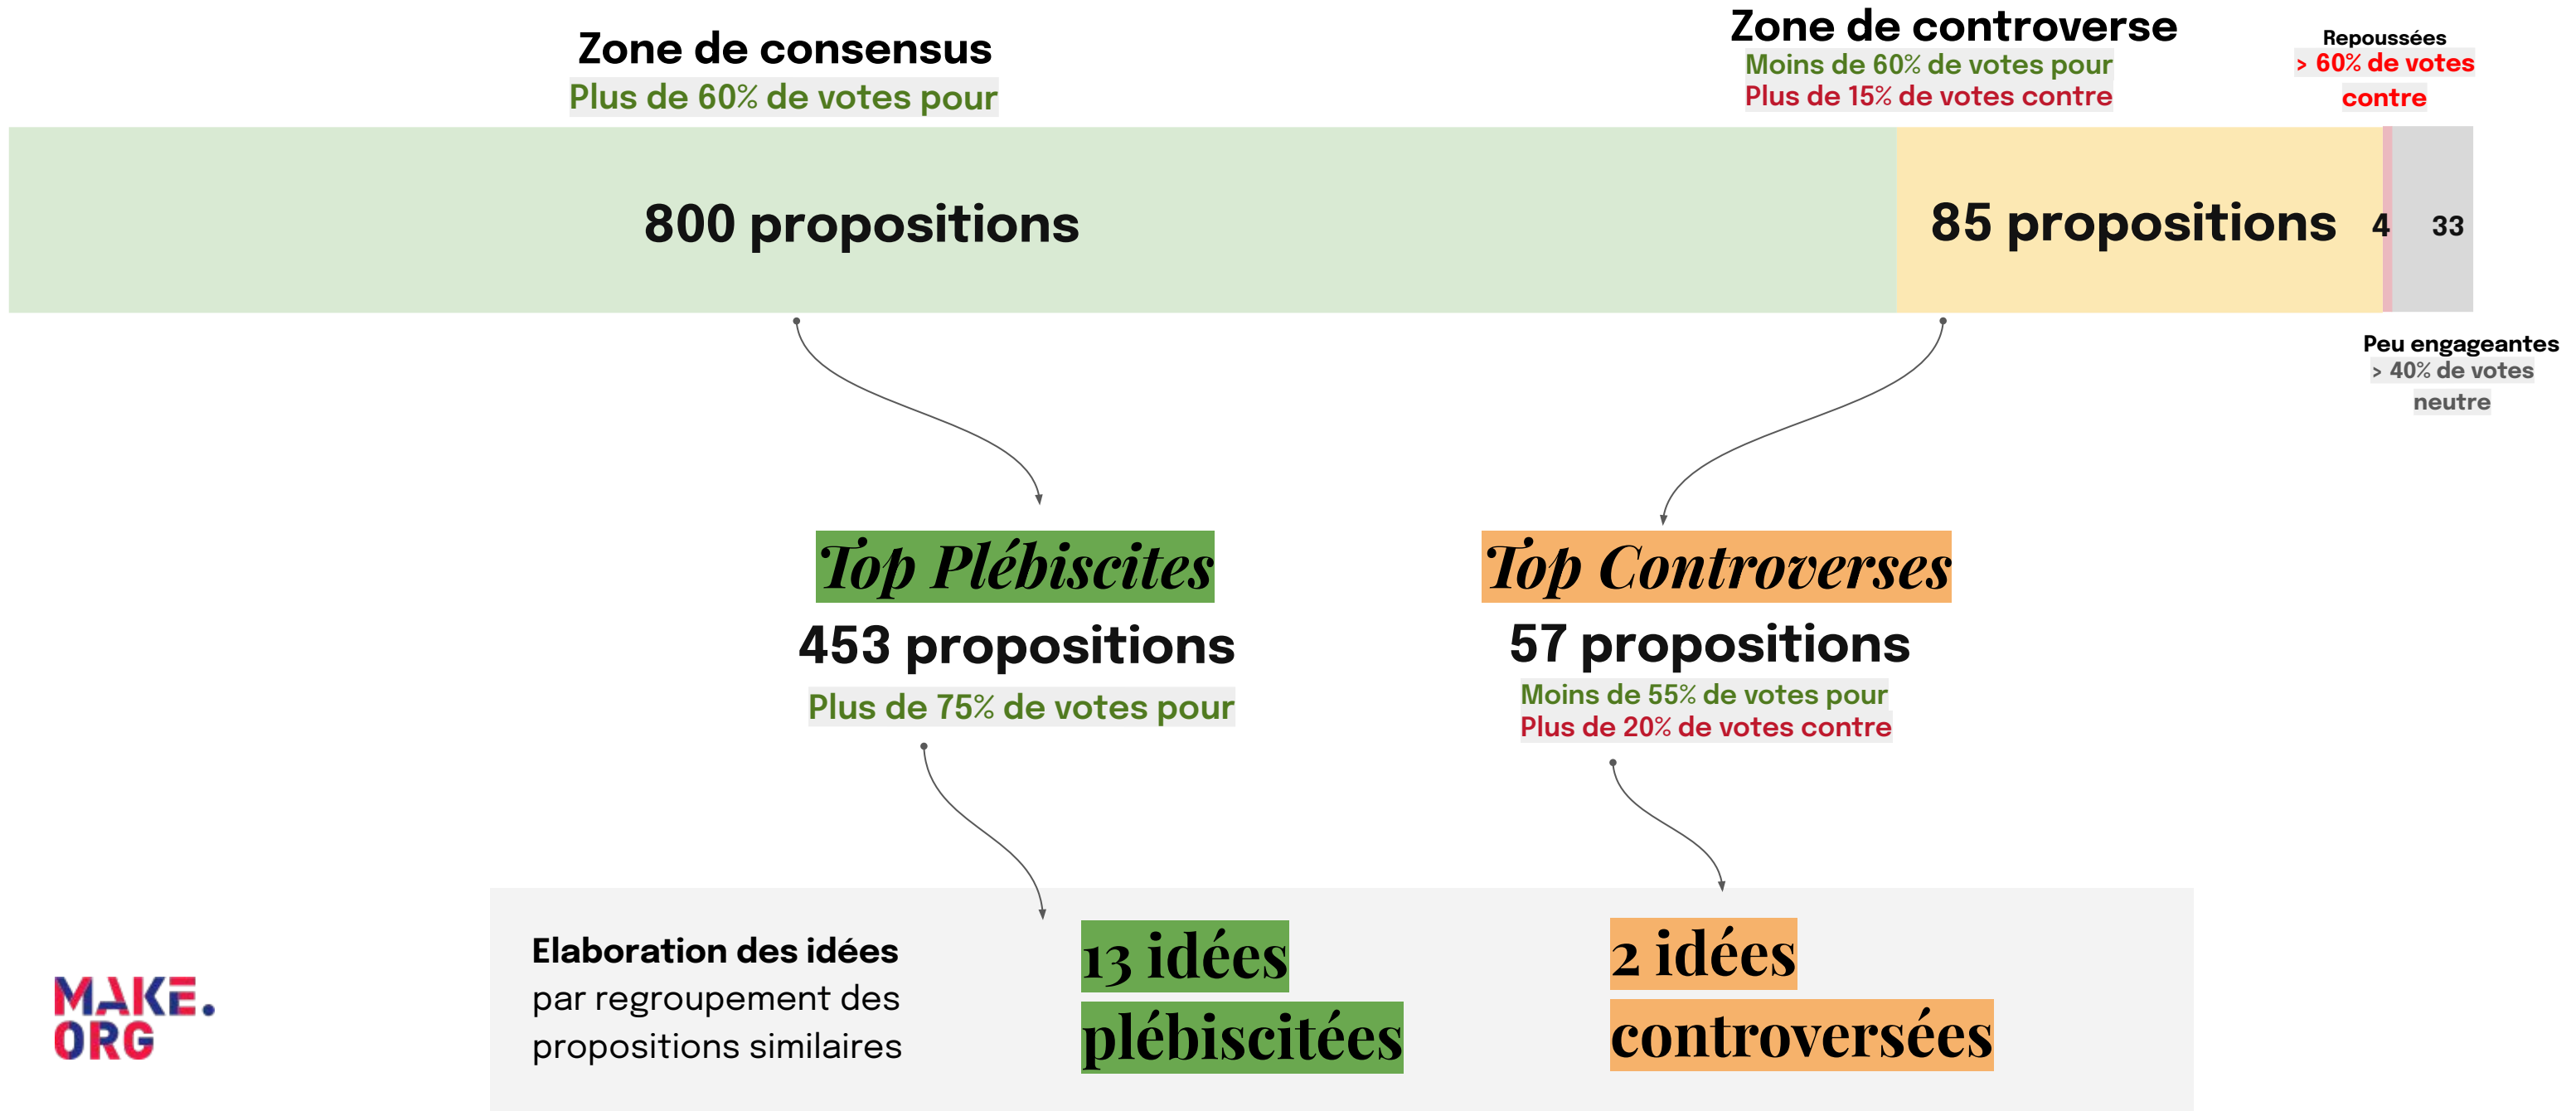 Zone de consensus
Plus de 60% de votes pour
Zone de controverse
Moins de 60% de votes pour
Plus de 15% de votes contre
Repoussées
> 60% de votes
contre
800 propositions
85 propositions
4
33
Peu engageantes
> 40% de votes
neutre
Top Plébiscites
453 propositions
Plus de 75% de votes pour
Top Controverses
57 propositions
Moins de 55% de votes pour
Plus de 20% de votes contre
Elaboration des idées
par regroupement des
propositions similaires
13 idées
plébiscitées
2 idées
controversées
MAKE.
ORG